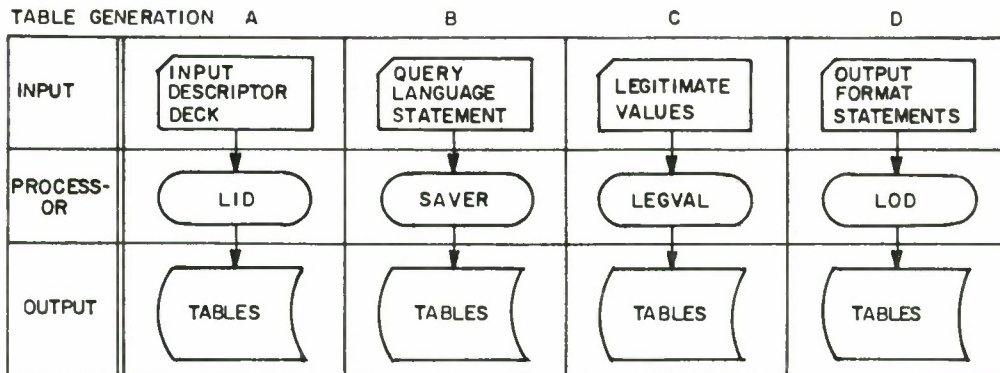 TABLE GENERATION A B C D
INPUT
INPUT
DESCRIPTOR
DECK
QUERY
LANGUAGE
STATEMENT
LEGITIMATE
VALUES
OUTPUT
FORMAT
STATEMENTS
PROCESS-
OR
LID
SAVER
LEGVAL
LOD
OUTPUT
TABLES
TABLES
TABLES
TABLES